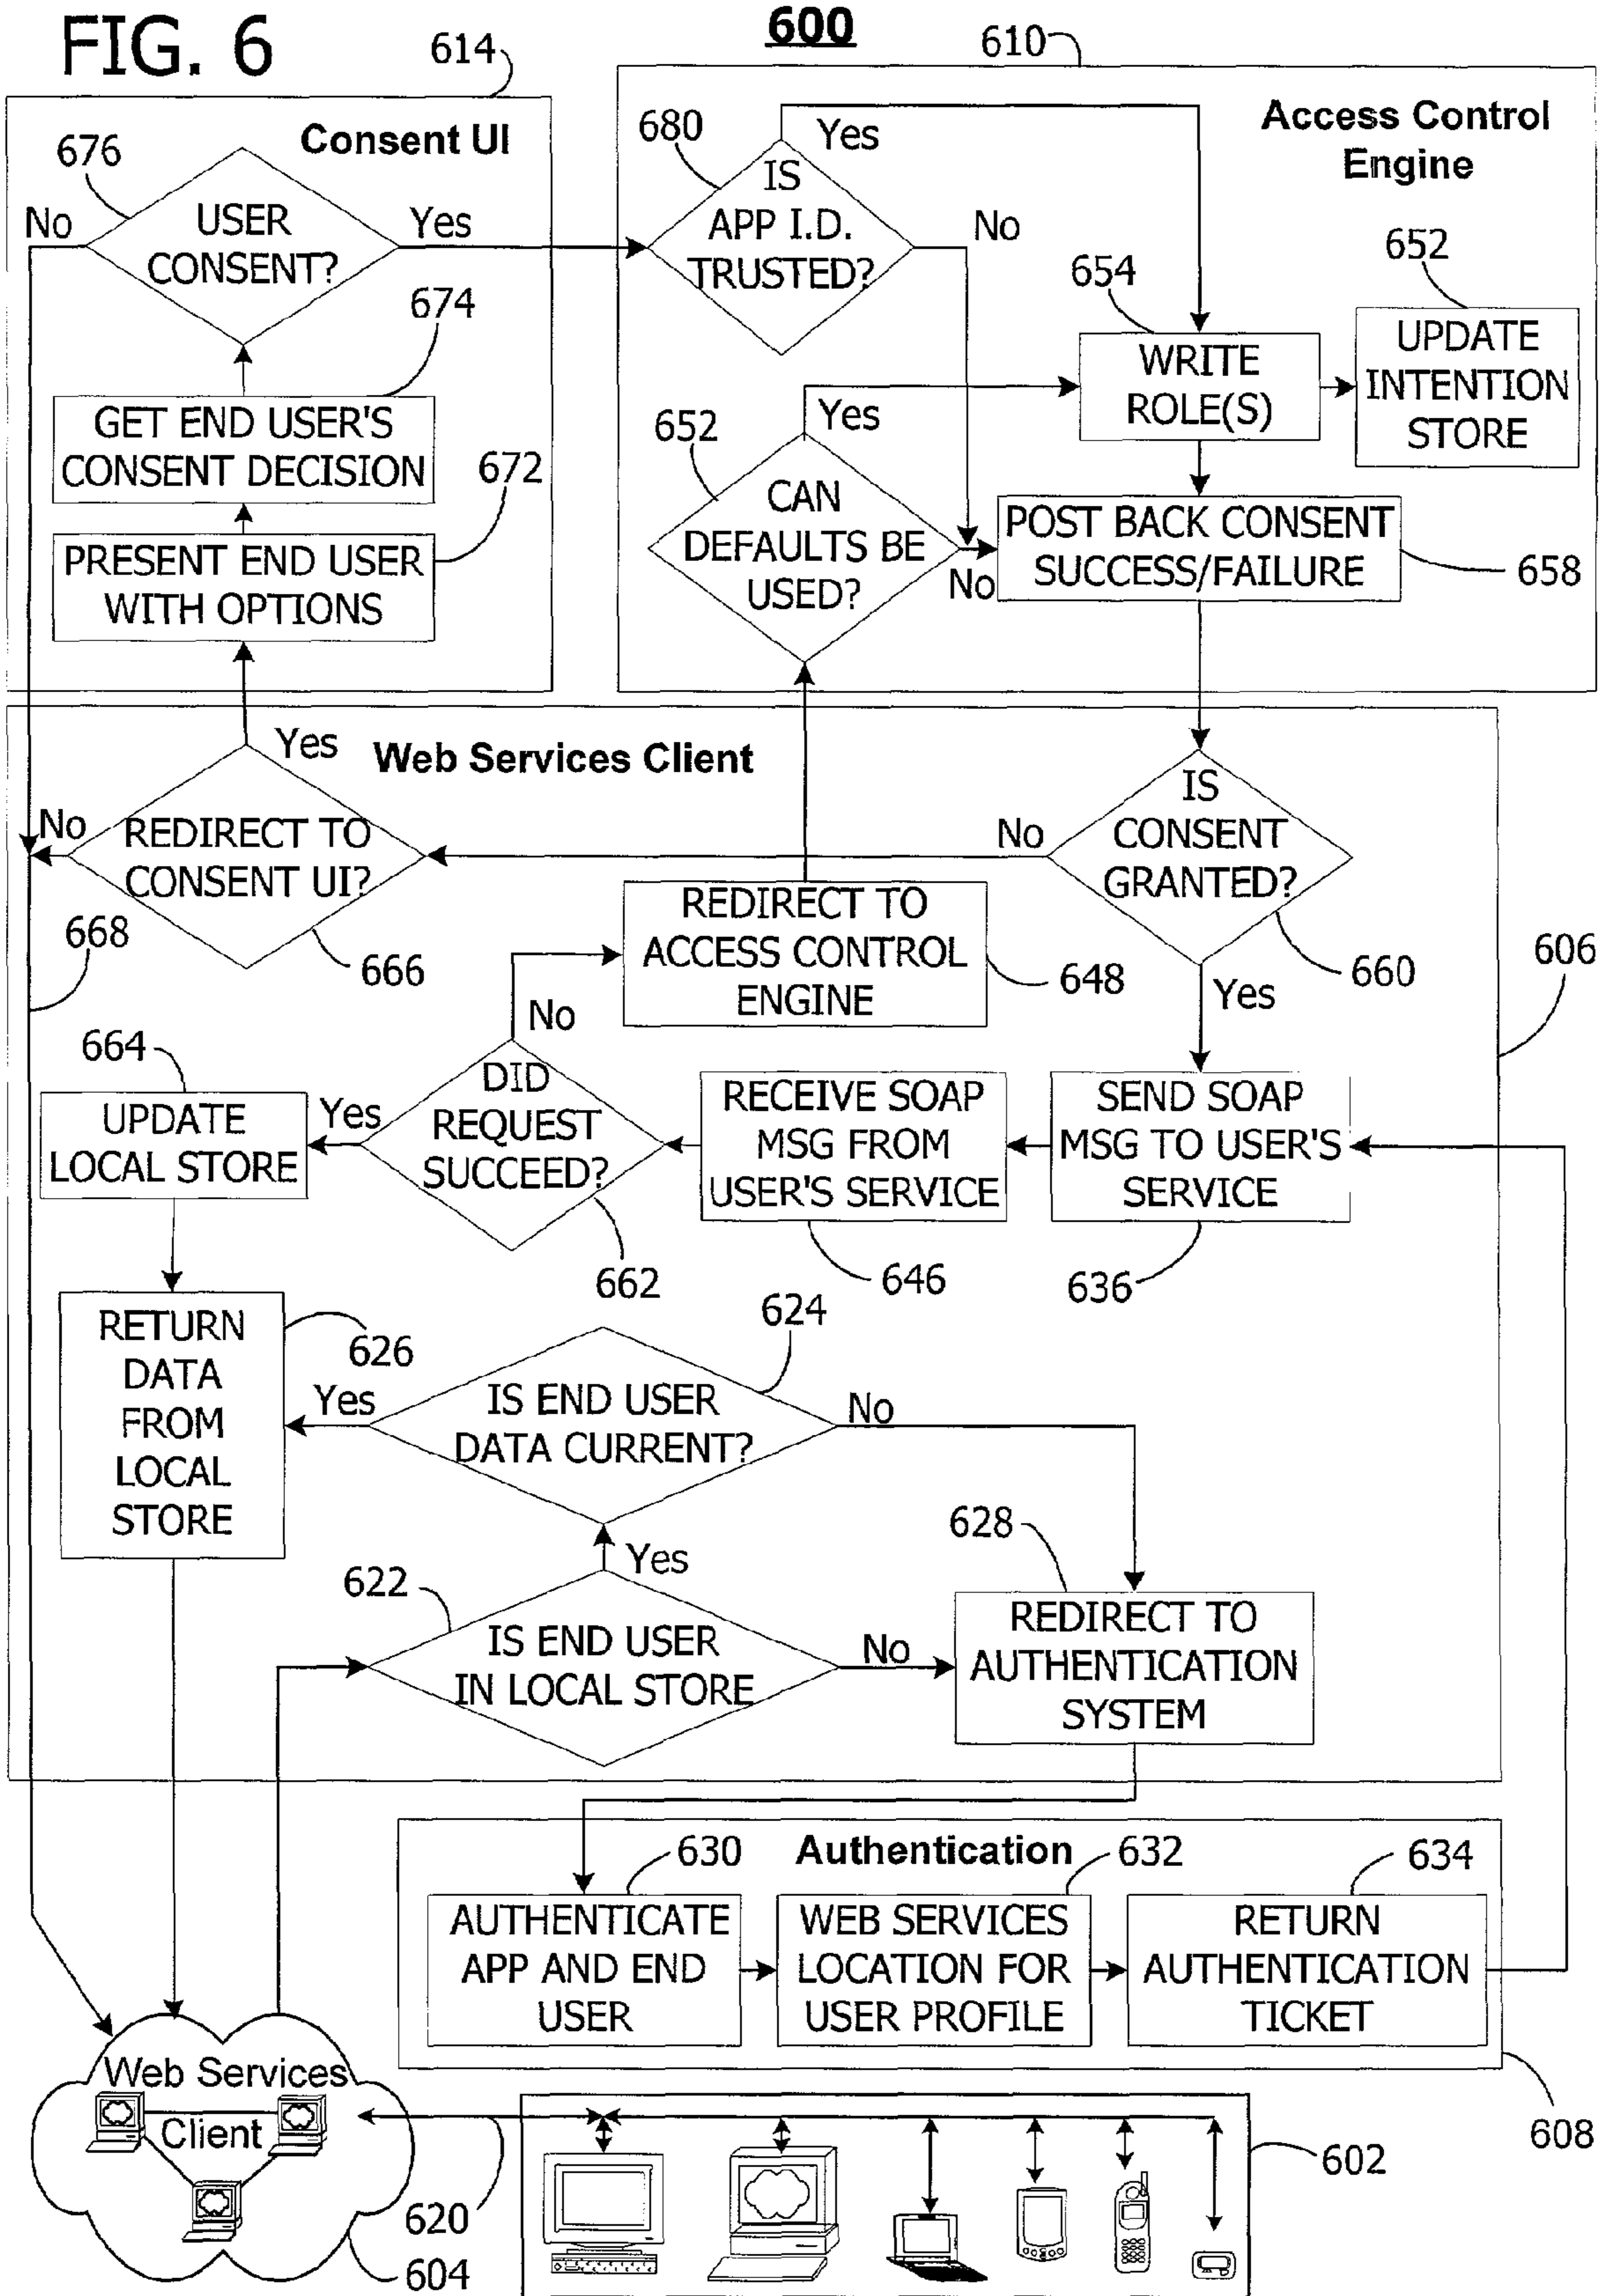 FIG. 6
600
614
610
Consent UI
Access Control
Engine
676
No
USER
CONSENT?
Yes
680
Yes
IS
APP I.D.
TRUSTED?
No
654
652
674
GET END USER'S
CONSENT DECISION
672
PRESENT END USER
WITH OPTIONS
WRITE
ROLE(S)
UPDATE
INTENTION
STORE
652
Yes
CAN
DEFAULTS BE
USED?
No
POST BACK CONSENT
SUCCESS/FAILURE
658
Yes
Web Services Client
No
REDIRECT TO
CONSENT UI?
No
IS
CONSENT
GRANTED?
668
666
REDIRECT TO
ACCESS CONTROL
ENGINE
648
660
606
Yes
No
664
UPDATE
LOCAL STORE
Yes
DID
REQUEST
SUCCEED?
RECEIVE SOAP
MSG FROM
USER'S SERVICE
SEND SOAP
MSG TO USER'S
SERVICE
662
646
636
RETURN
DATA
FROM
LOCAL
STORE
626
624
Yes
IS END USER
DATA CURRENT?
No
628
622
Yes
IS END USER
IN LOCAL STORE
No
REDIRECT TO
AUTHENTICATION
SYSTEM
630
Authentication
632
634
AUTHENTICATE
APP AND END
USER
WEB SERVICES
LOCATION FOR
USER PROFILE
RETURN
AUTHENTICATION
TICKET
608
Web Services
Client
620
602
604